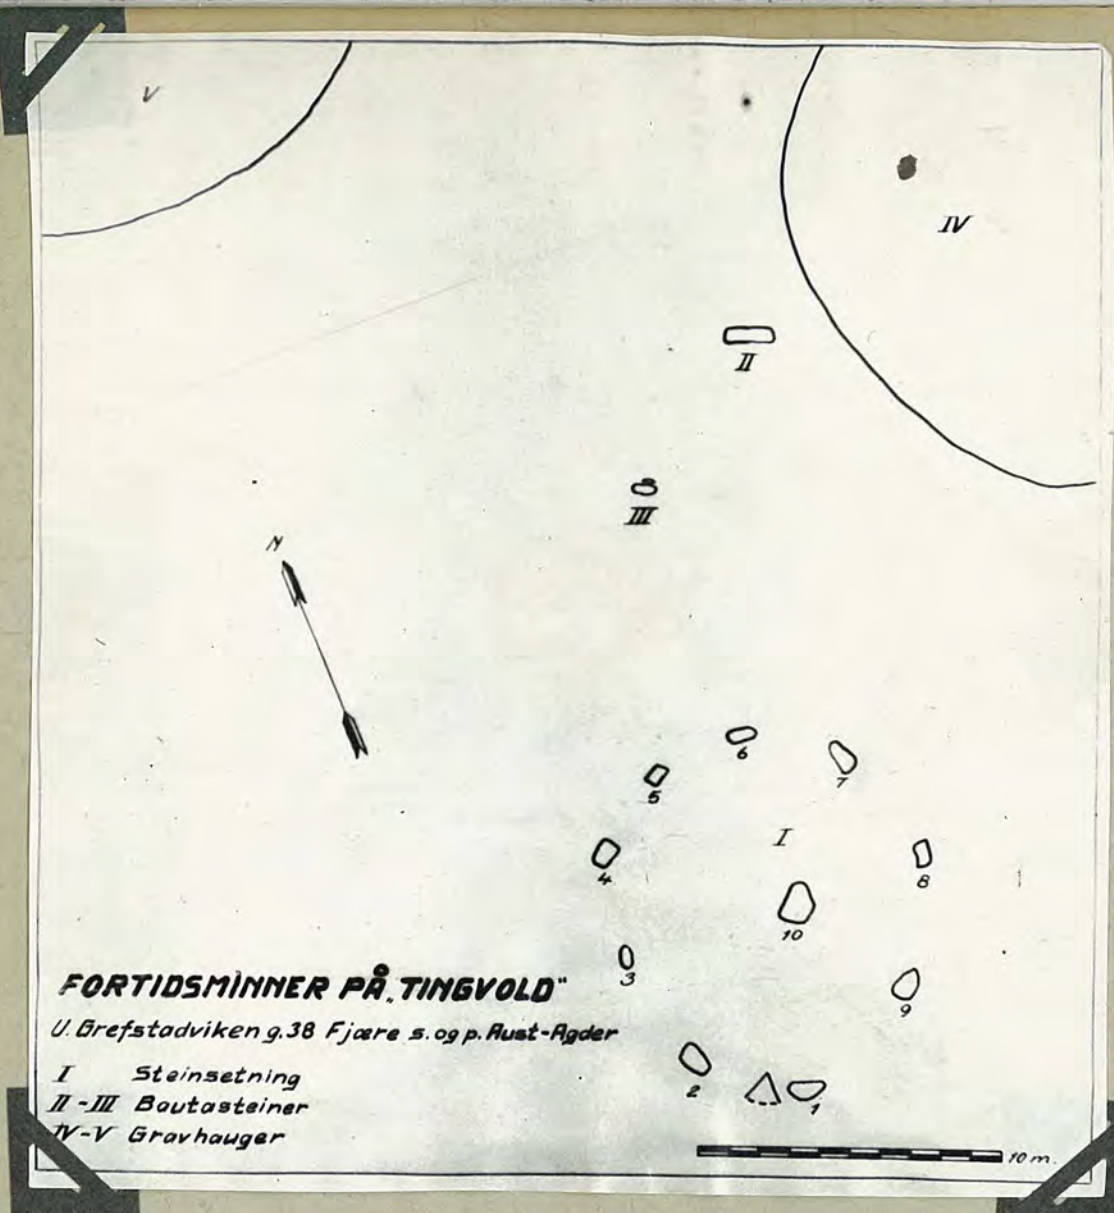 V
IV
II
III
N
6
7
5
I
4
8
10
3
9
2
1
FORTIDSMINNER PÅ „TINGVOLD"
U. Grefstadviken g.38 Fjære s. og p. Aust-Agder
I Steinsetning
II-III Bautasteiner
IV-V Gravhauger
10 m.